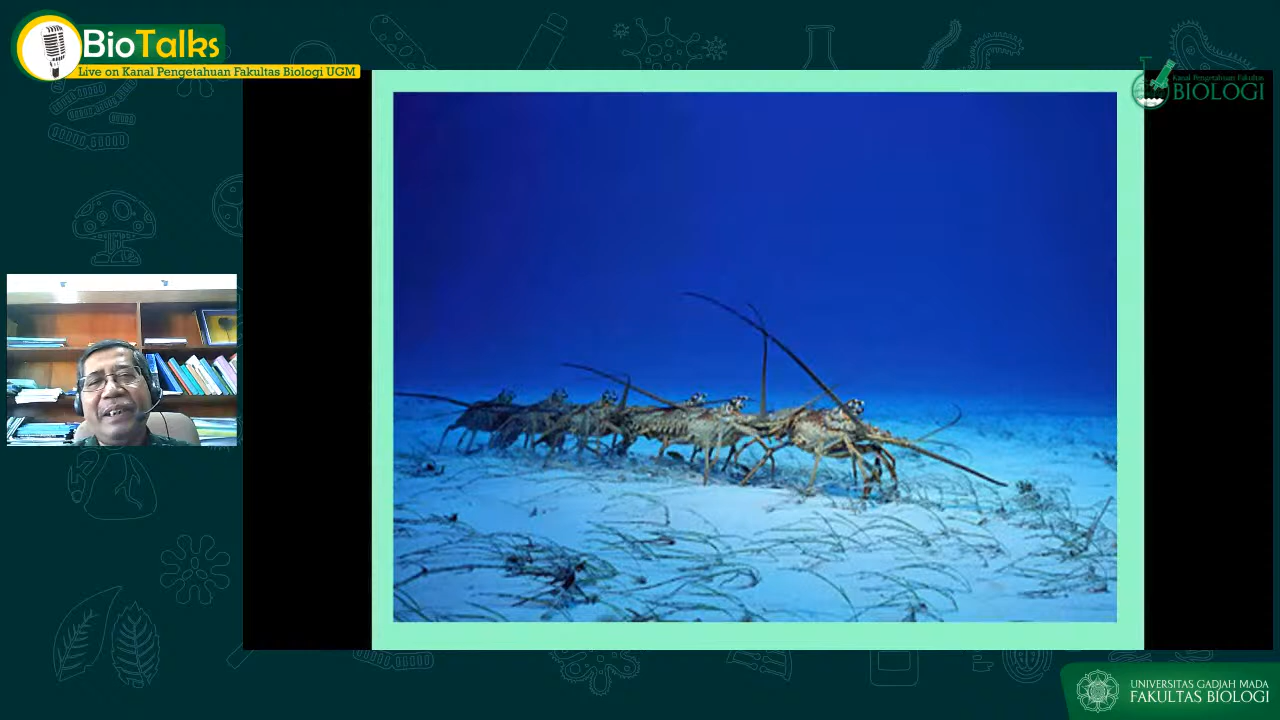 BioTalks
Live on Kanal Pengetahuan Fakultas Biologi UGM
Kanal Pengetahuan Fakultas
BIOLOGI
UNIVERSITAS GADJAH MADA
FAKULTAS BIOLOGI